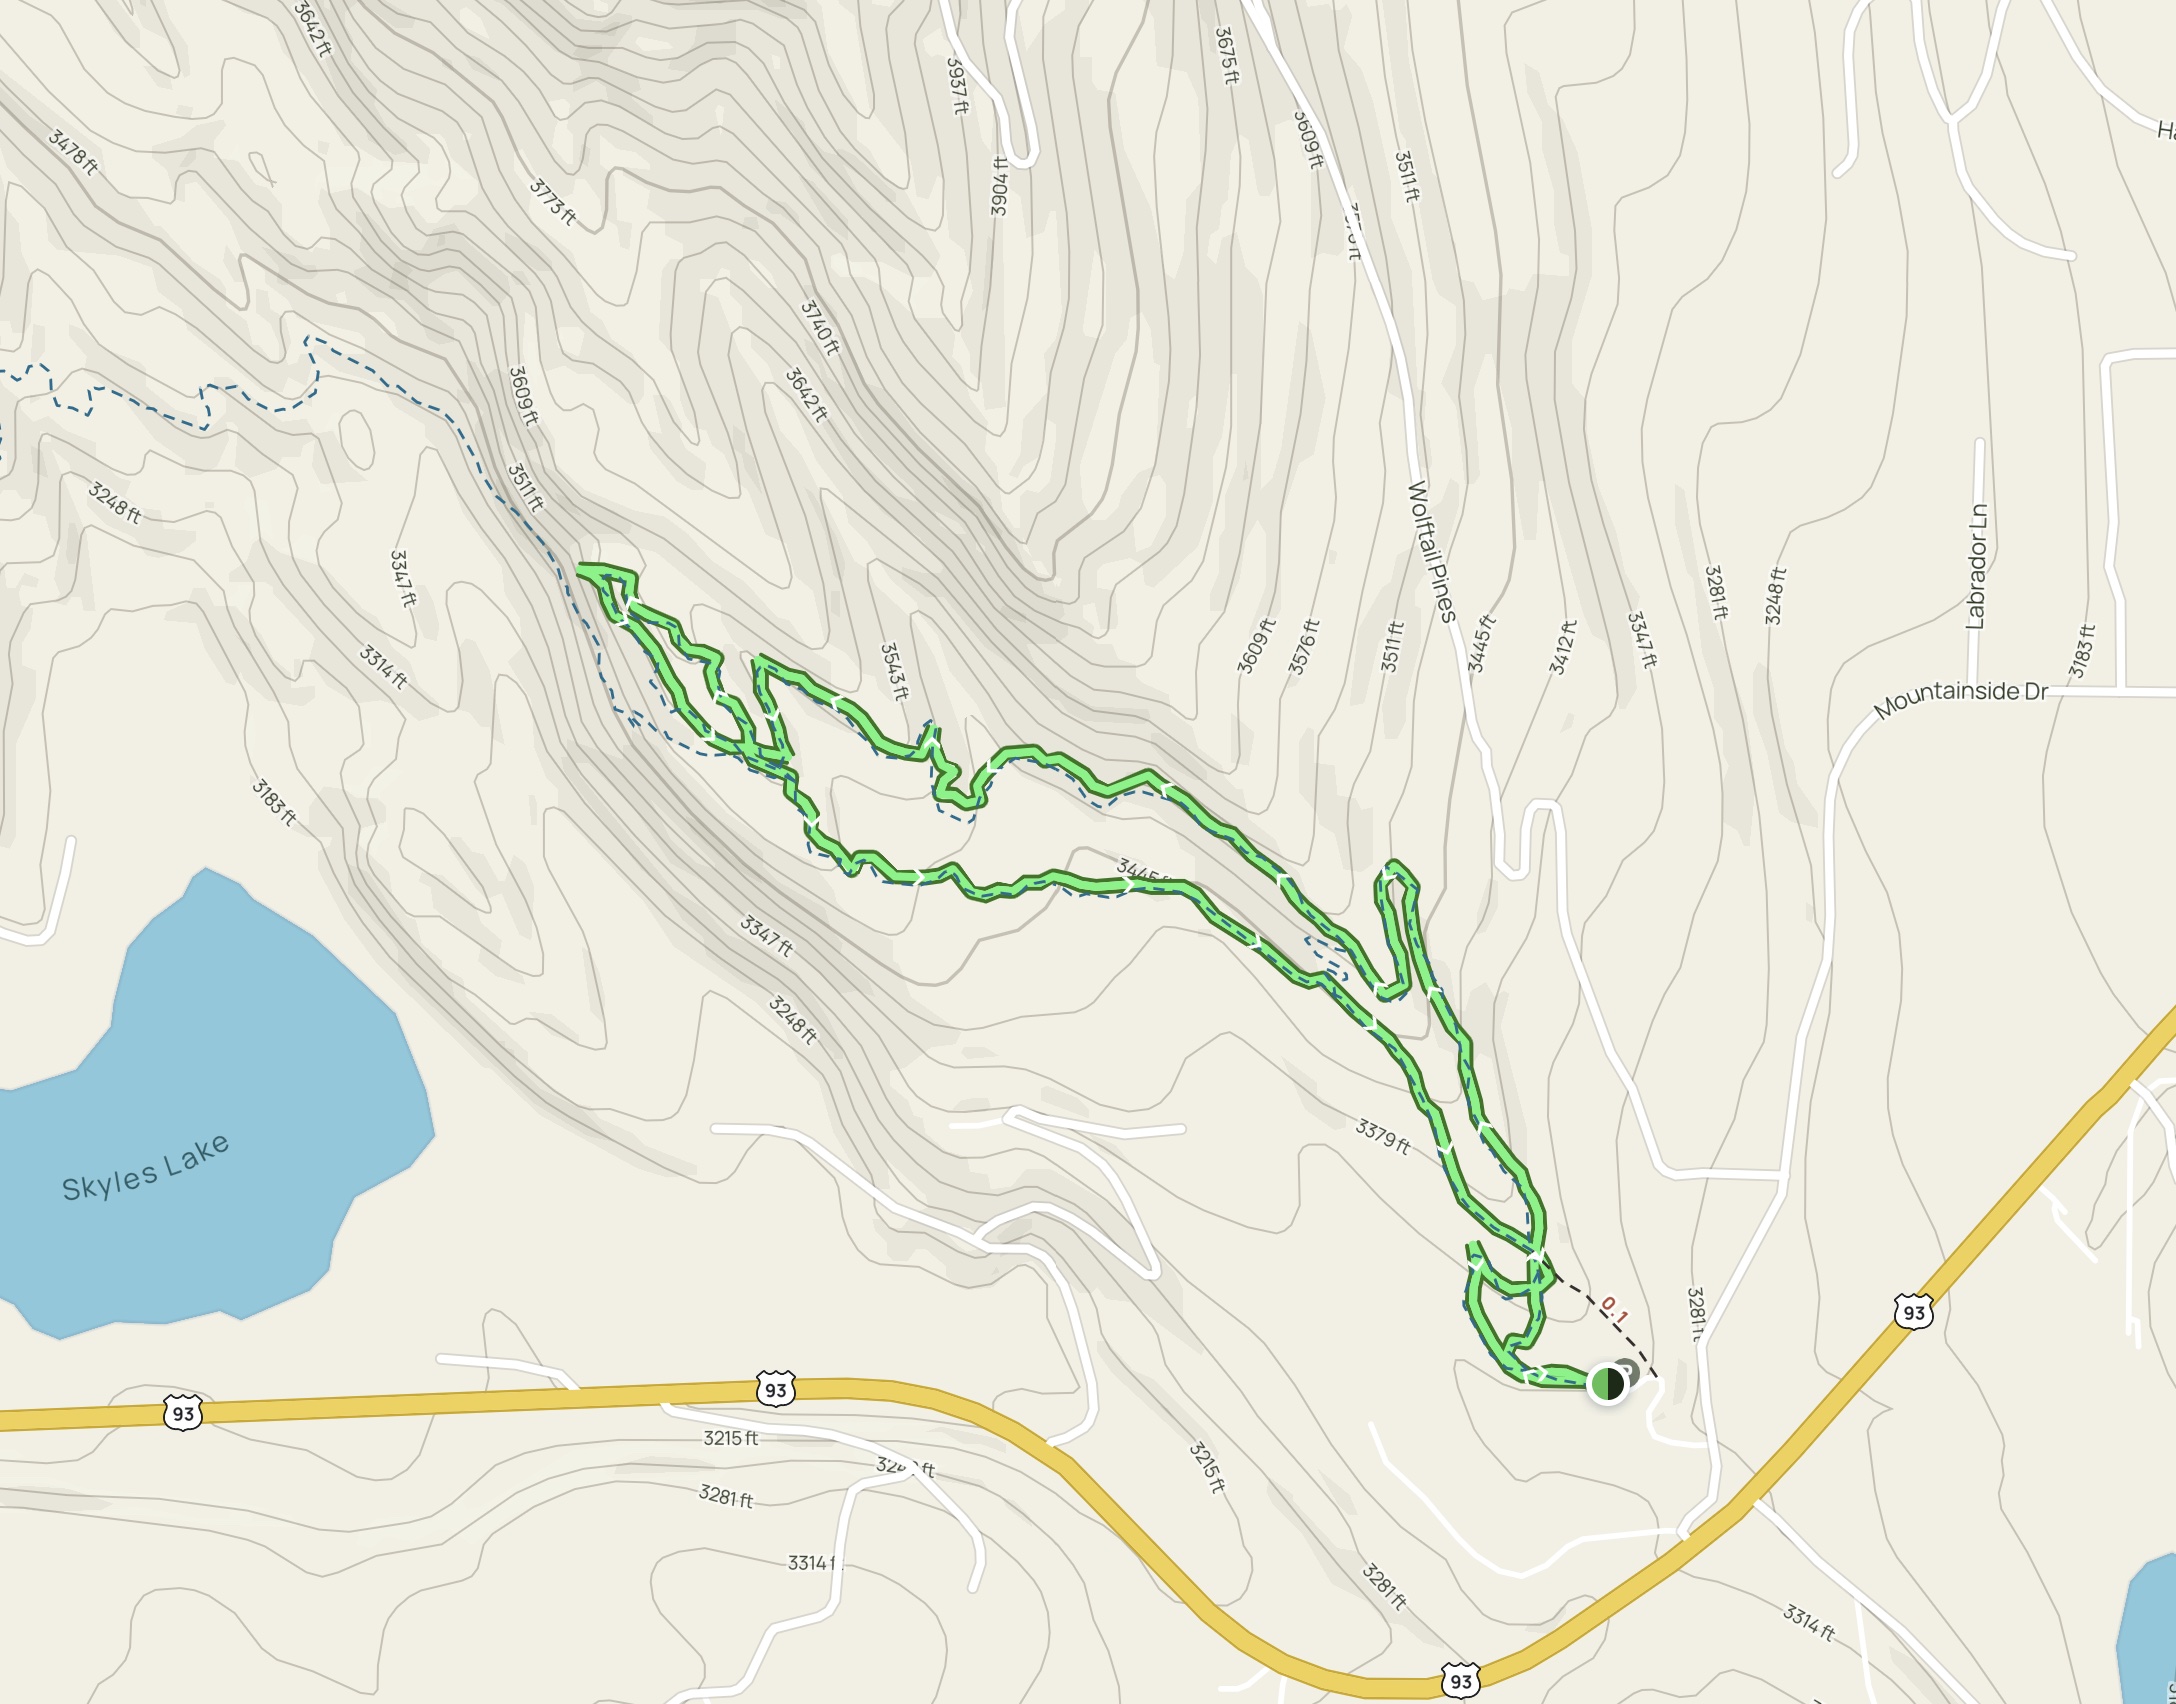 3642 ft
3675 ft
3937 ft
3609 ft
Ha
3478 ft
3511 ft
3904 ft
3773 ft
3740 ft
3609 ft
3642 ft
3511 ft
3248 ft
Wolftail Pines
Labrador Ln
3347 ft
3281 ft
3248 ft
3609 ft
3576 ft
3511 ft
3445 ft
3412 ft
3347 ft
3183 ft
3314 ft
3543 ft
Mountainside Dr
3183 ft
3347 ft
3248 ft
3379 ft
Skyles Lake
0.1
3281 ft
93
93
93
3215 ft
3215 ft
3281 ft
3314 f
3281 ft
3314 ft
93